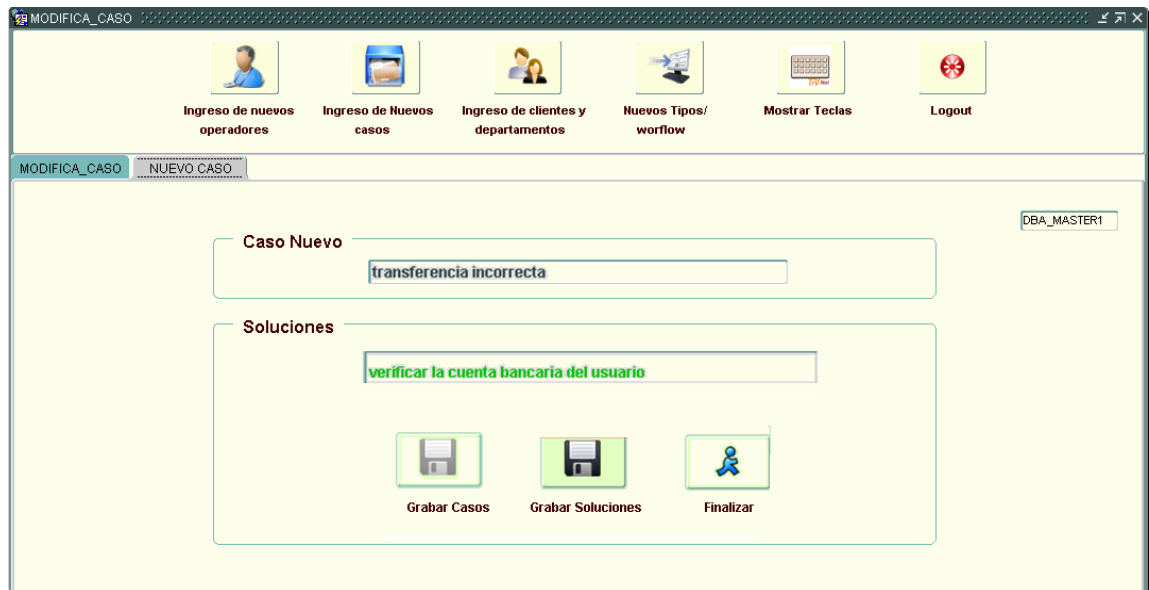 MODIFICA_CASO
Ingreso de nuevos operadores
Ingreso de Nuevos casos
Ingreso de clientes y departamentos
Nuevos Tipos/ worflow
Mostrar Teclas
Logout
MODIFICA_CASO
NUEVO CASO
DBA_MASTER1
Caso Nuevo
transferencia incorrecta
Soluciones
verificar la cuenta bancaria del usuario
Grabar Casos
Grabar Soluciones
Finalizar